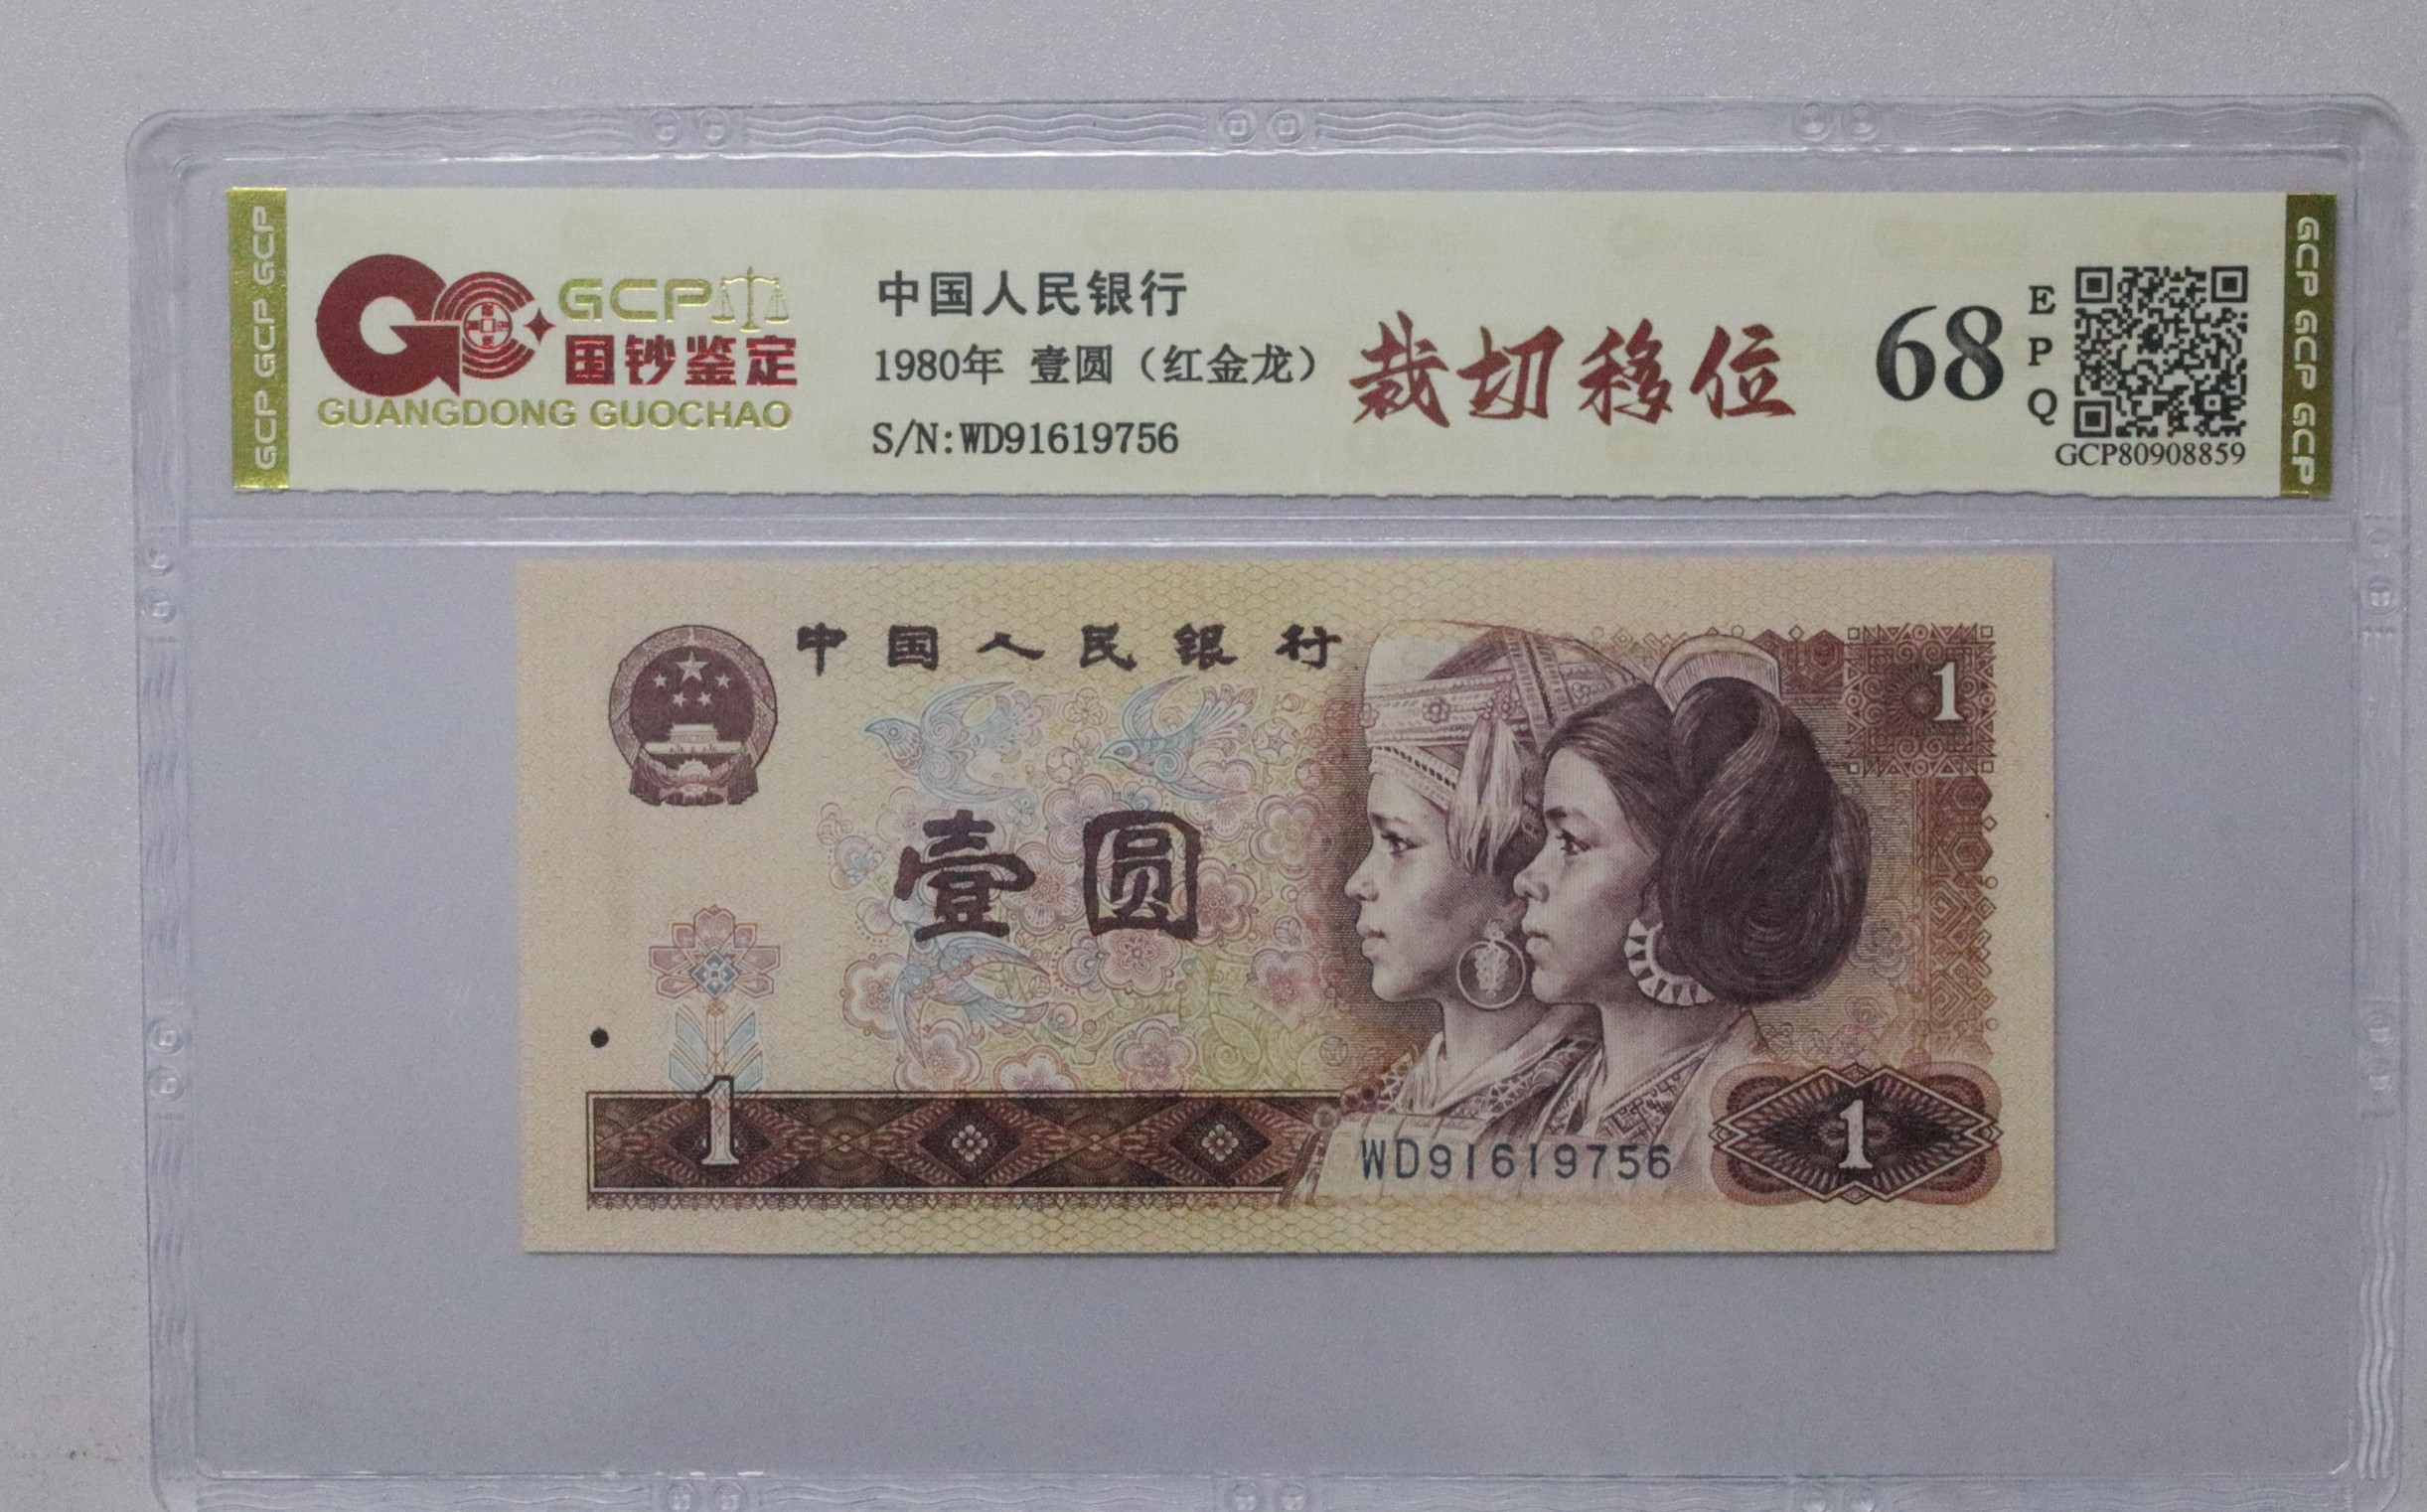 GCP GCP GCP
GCP
国钞鉴定
GUANGDONG GUOCHAO
中国人民银行
1980年 壹圆（红金龙）
S/N:WD91619756
裁切移位
68
E
P
Q
GCP80908859
GCP GCP GCP
中国人民银行
1
壹圆
1
WD91619756
1